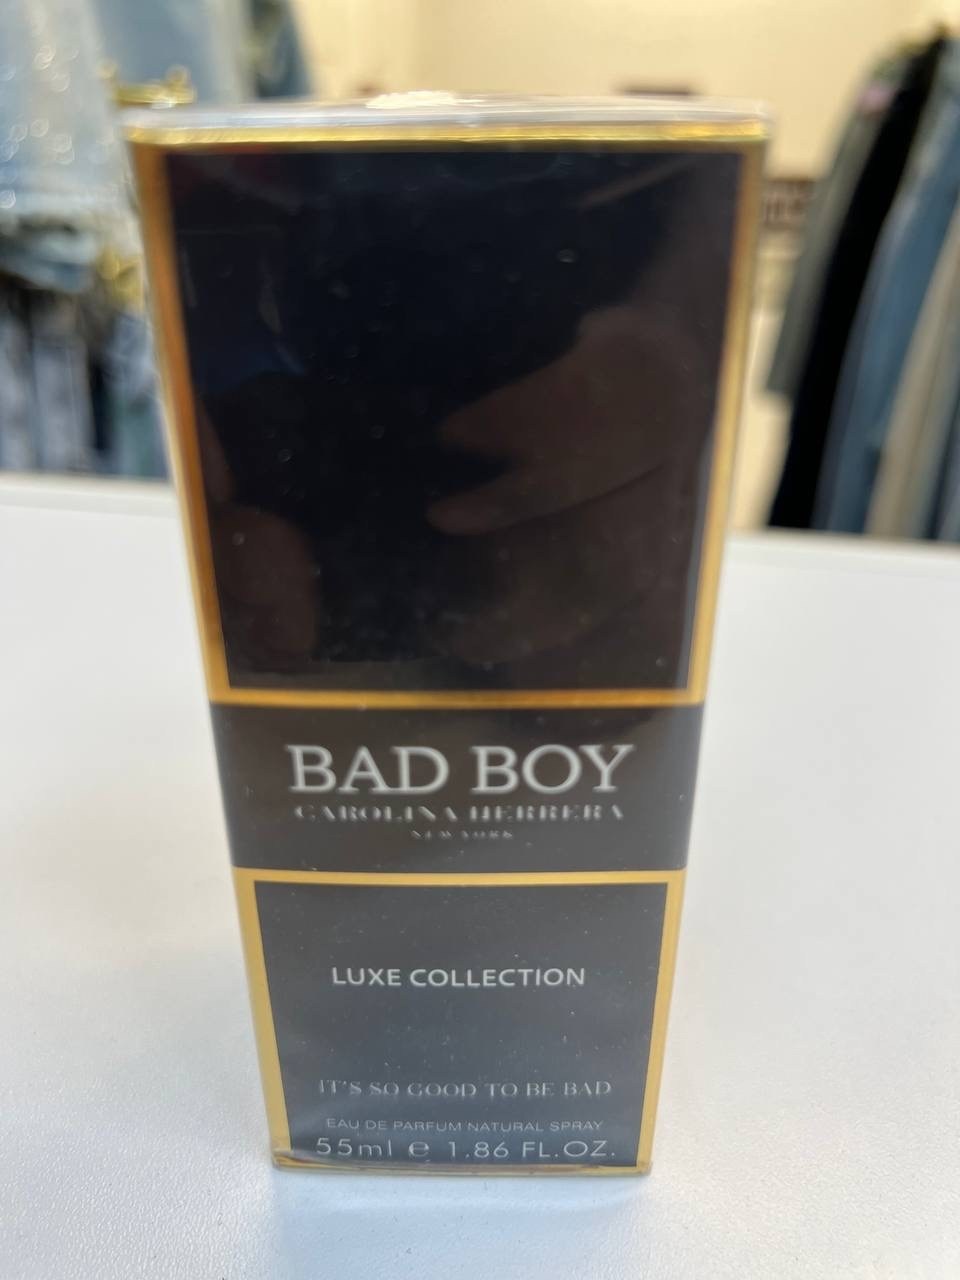 BAD BOY
CAROLINA HERRERA
NEW YORK
LUXE COLLECTION
IT'S SO GOOD TO BE BAD
EAU DE PARFUM NATURAL SPRAY
55ml e 1.86 FL.OZ.